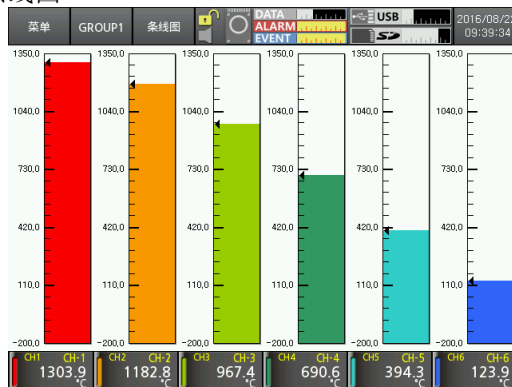 菜单 GROUP1 条线图 DATA ALARM EVENT USB 2016/08/22 09:39:34
1350,0 1350,0 1350,0 1350,0 1350,0 1350,0
1040,0 1040,0 1040,0 1040,0 1040,0 1040,0
730,0 730,0 730,0 730,0 730,0 730,0
420,0 420,0 420,0 420,0 420,0 420,0
110,0 110,0 110,0 110,0 110,0 110,0
-200,0 -200,0 -200,0 -200,0 -200,0 -200,0
CH1 CH-1 CH2 CH-2 CH3 CH-3 CH4 CH-4 CH5 CH-5 CH6 CH-6
1303.9 1182.8 967.4 690.6 394.3 123.9
°C °C °C °C °C °C